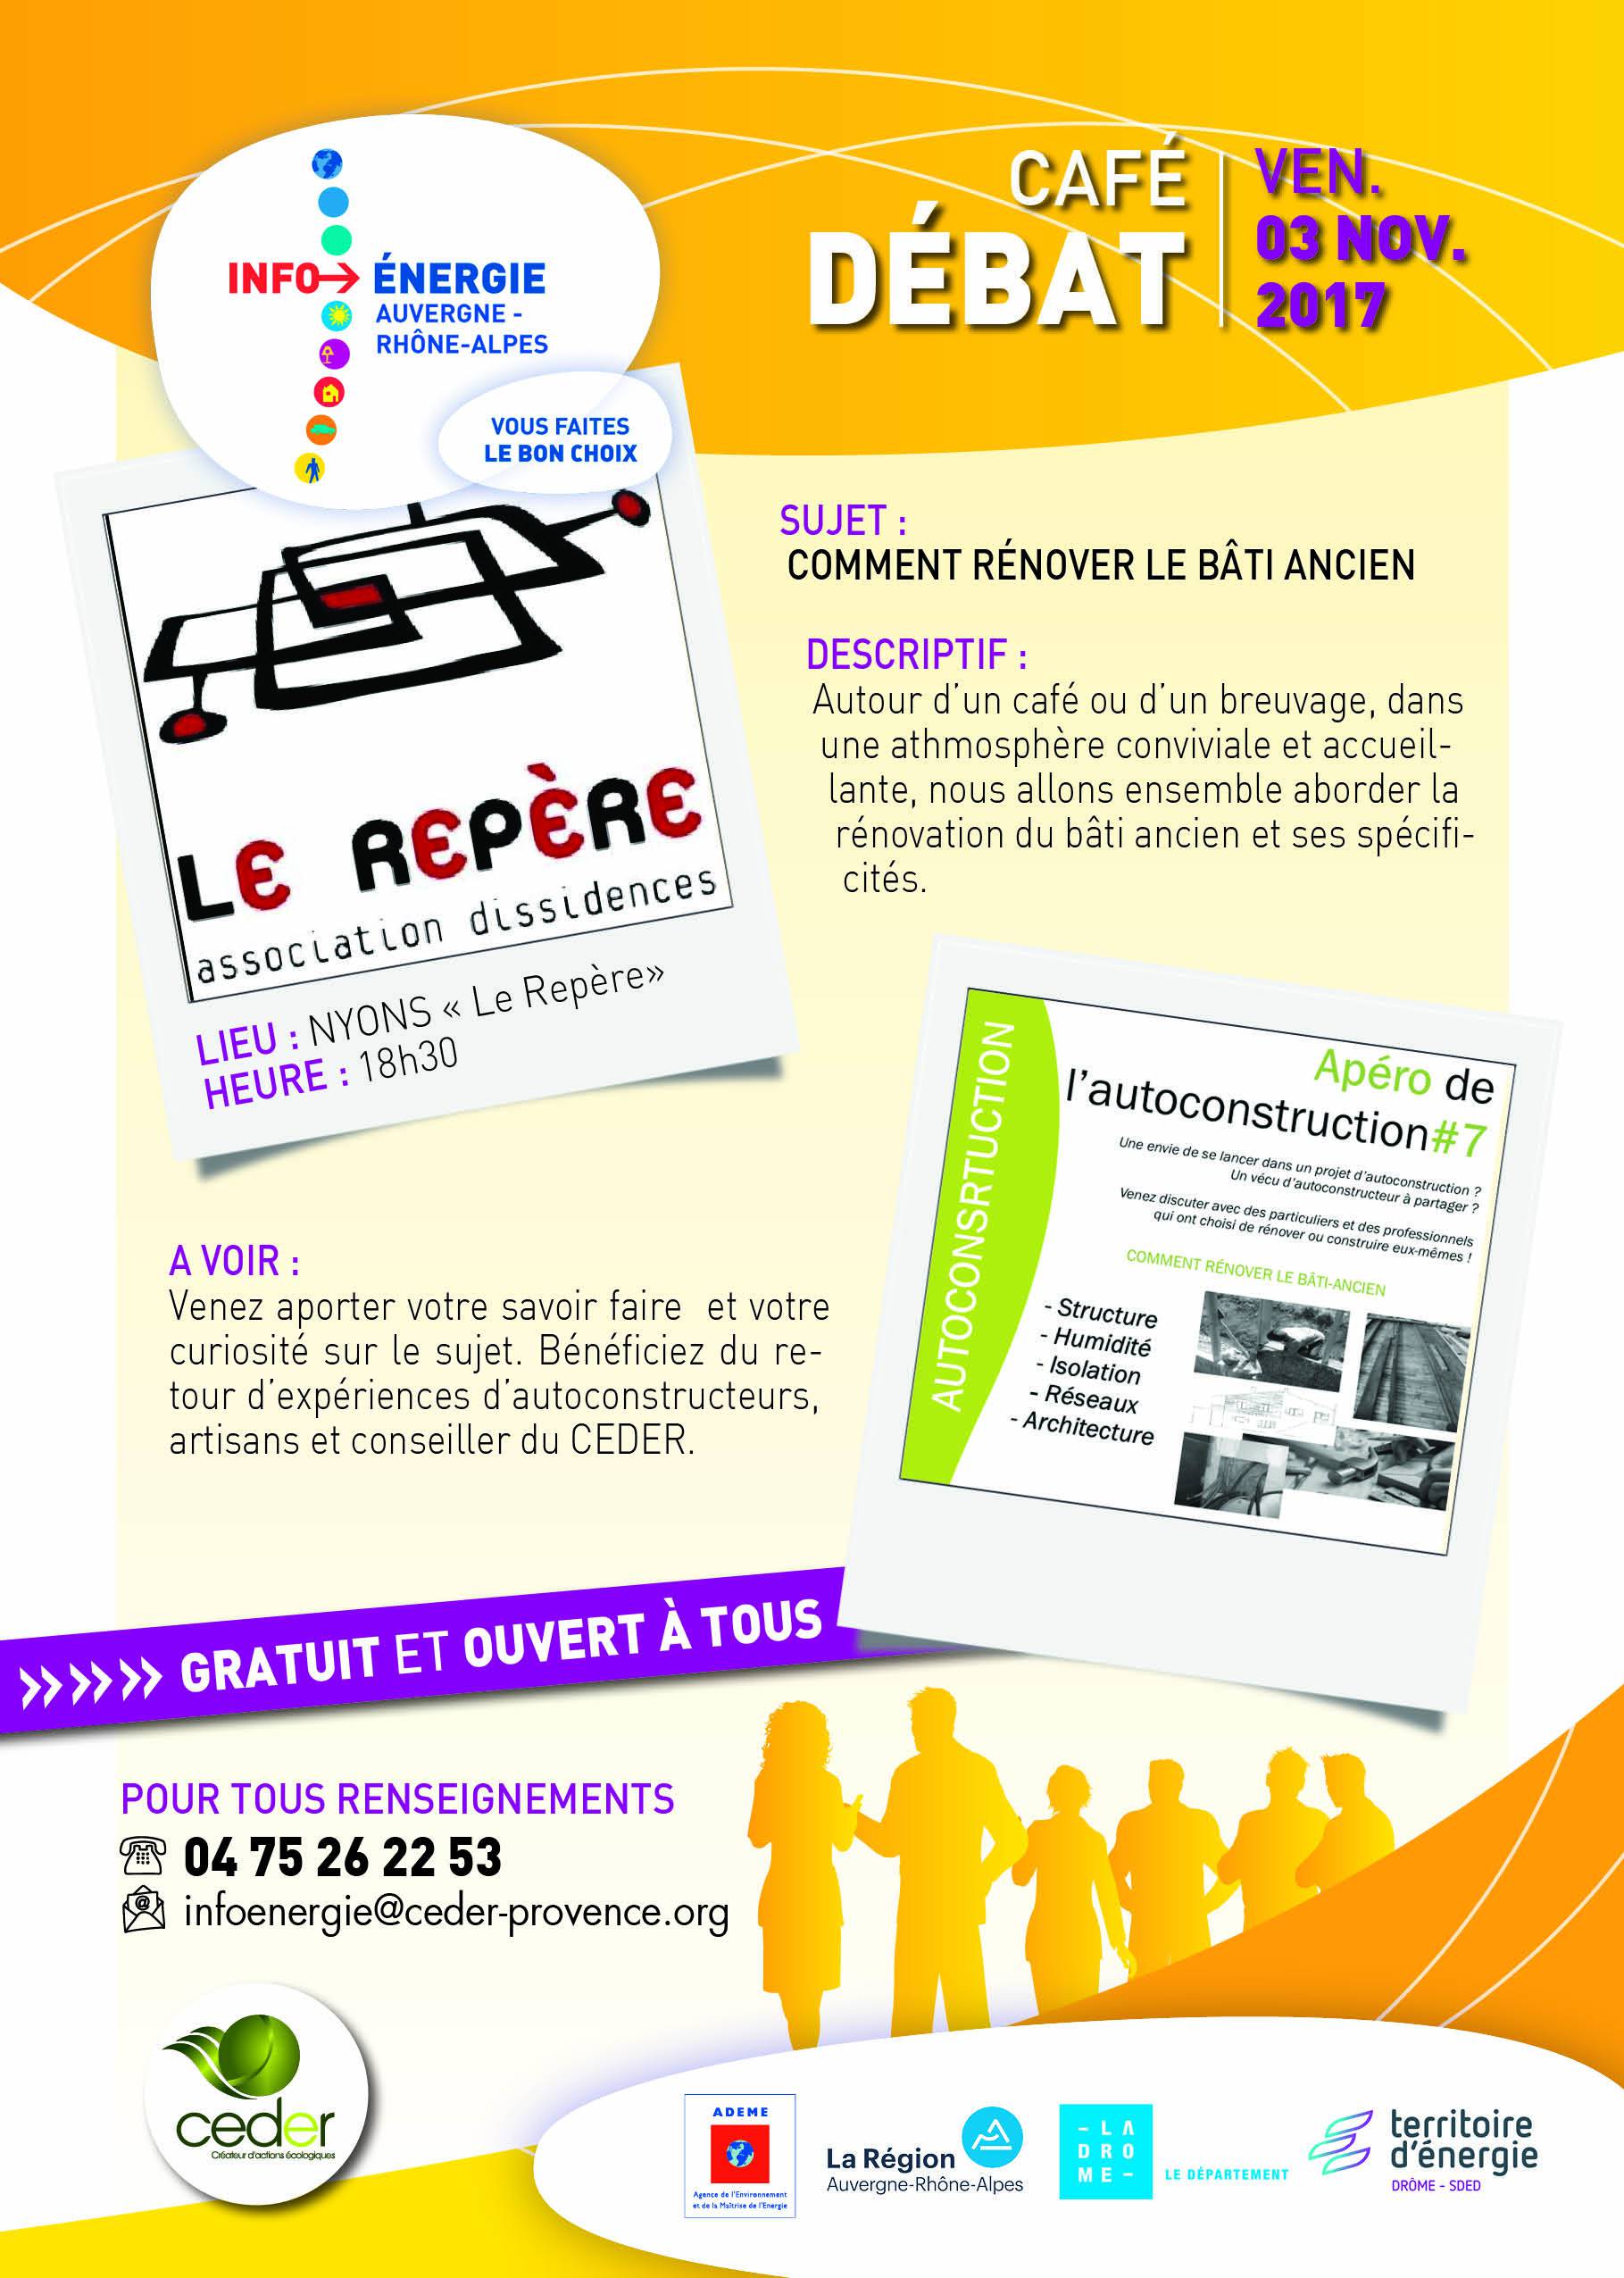 CAFÉ
DÉBAT
VEN.
03 NOV.
2017
INFO→ ÉNERGIE
AUVERGNE -
RHÔNE-ALPES
VOUS FAITES
LE BON CHOIX
SUJET :
COMMENT RÉNOVER LE BÂTI ANCIEN
DESCRIPTIF :
Autour d'un café ou d'un breuvage, dans
une athmosphère conviviale et accueil-
lante, nous allons ensemble aborder la
rénovation du bâti ancien et ses spécifi-
cités.
LE REPÈRE
association dissidences
LIEU : NYONS « Le Repère»
HEURE : 18h30
AUTOCONSRTUCTION
Apéro de
l'autoconstruction#7
Une envie de se lancer dans un projet d'autoconstruction ?
Un vécu d'autoconstructeur à partager ?
Venez discuter avec des particuliers et des professionnels
qui ont choisi de rénover ou construire eux-mêmes !
COMMENT RÉNOVER LE BÂTI-ANCIEN
- Structure
- Humidité
- Isolation
- Réseaux
- Architecture
A VOIR :
Venez aporter votre savoir faire et votre
curiosité sur le sujet. Bénéficiez du re-
tour d'expériences d'autoconstructeurs,
artisans et conseiller du CEDER.
GRATUIT ET OUVERT À TOUS
POUR TOUS RENSEIGNEMENTS
04 75 26 22 53
infoenergie@ceder-provence.org
ceder
Créateur d'actions écologiques
ADEME
Agence de l'Environnement
et de la Maîtrise de l'Energie
La Région
Auvergne-Rhône-Alpes
- LA
DRO
ME -
LE DÉPARTEMENT
territoire
d'énergie
DRÔME - SDED